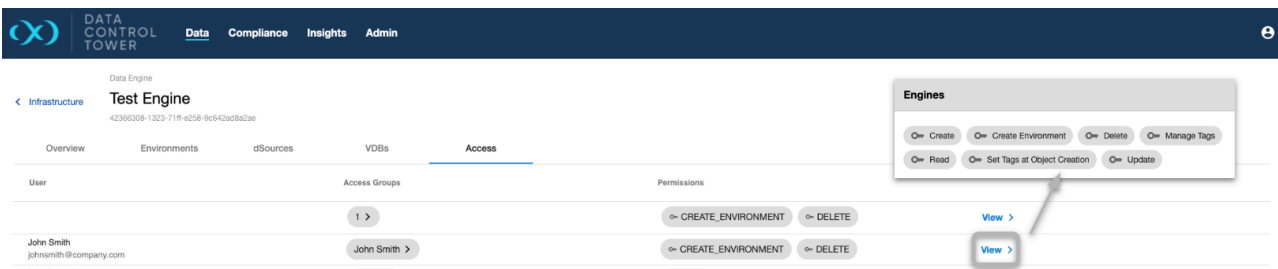 DATA
CONTROL
TOWER
Data Compliance Insights Admin
Data Engine
Infrastructure
Test Engine
42366308-1323-71ff-e258-9c642ad8a2ae
Engines
Create Create Environment Delete Manage Tags
Read Set Tags at Object Creation Update
Overview Environments dSources VDBs Access
User Access Groups Permissions
1 CREATE_ENVIRONMENT DELETE View
John Smith
johnsmith@company.com
John Smith CREATE_ENVIRONMENT DELETE View